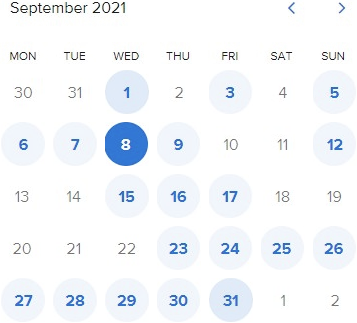 September 2021
MON TUE WED THU FRI SAT SUN
30 31 1 2 3 4 5
6 7 8 9 10 11 12
13 14 15 16 17 18 19
20 21 22 23 24 25 26
27 28 29 30 31 1 2